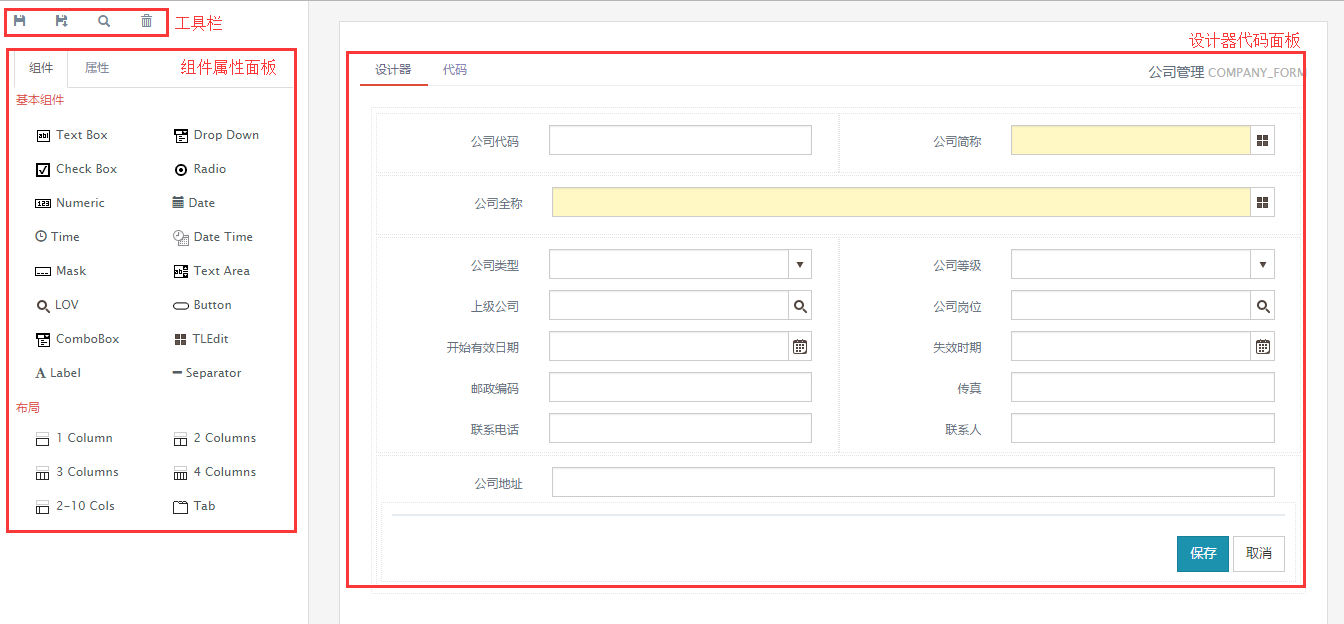 工具栏
组件 属性 组件属性面板
基本组件
Text Box Drop Down
Check Box Radio
Numeric Date
Time Date Time
Mask Text Area
LOV Button
ComboBox TLEdit
Label Separator
布局
1 Column 2 Columns
3 Columns 4 Columns
2-10 Cols Tab
设计器代码面板
设计器 代码 公司管理 COMPANY_FORM
公司代码 公司简称
公司全称
公司类型 公司等级
上级公司 公司岗位
开始有效日期 失效时期
邮政编码 传真
联系电话 联系人
公司地址
保存 取消